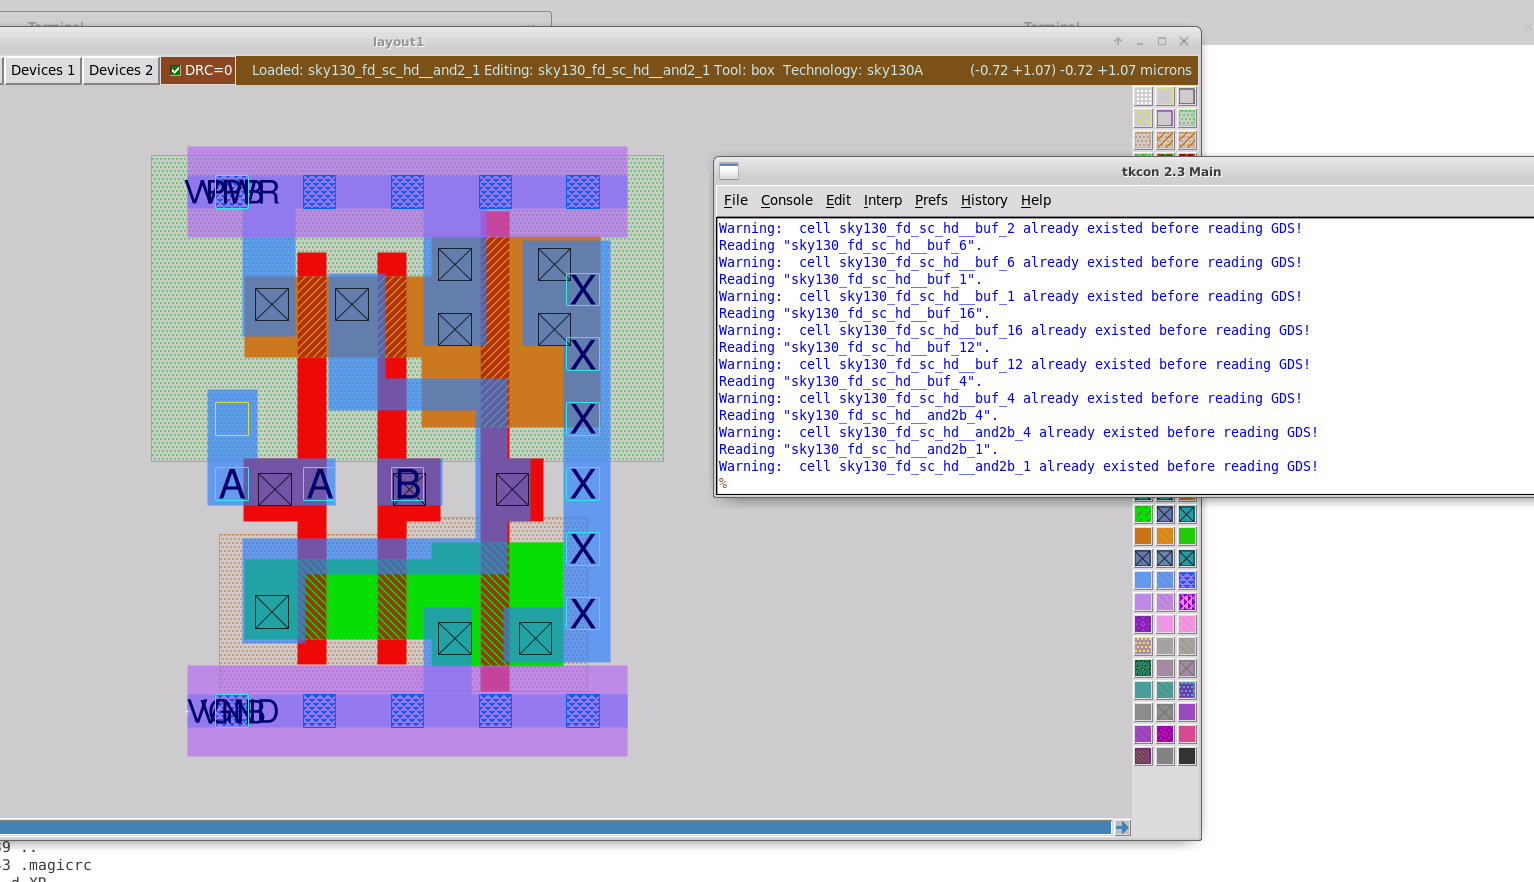 Terminal
Terminal
layout1
Devices 1
Devices 2
DRC=0
Loaded: sky130_fd_sc_hd__and2_1 Editing: sky130_fd_sc_hd__and2_1 Tool: box Technology: sky130A
(-0.72 +1.07) -0.72 +1.07 microns
tkcon 2.3 Main
File Console Edit Interp Prefs History Help
Warning:  cell sky130_fd_sc_hd__buf_2 already existed before reading GDS!
Reading "sky130_fd_sc_hd__buf_6".
Warning:  cell sky130_fd_sc_hd__buf_6 already existed before reading GDS!
Reading "sky130_fd_sc_hd__buf_1".
Warning:  cell sky130_fd_sc_hd__buf_1 already existed before reading GDS!
Reading "sky130_fd_sc_hd__buf_16".
Warning:  cell sky130_fd_sc_hd__buf_16 already existed before reading GDS!
Reading "sky130_fd_sc_hd__buf_12".
Warning:  cell sky130_fd_sc_hd__buf_12 already existed before reading GDS!
Reading "sky130_fd_sc_hd__buf_4".
Warning:  cell sky130_fd_sc_hd__buf_4 already existed before reading GDS!
Reading "sky130_fd_sc_hd__and2b_4".
Warning:  cell sky130_fd_sc_hd__and2b_4 already existed before reading GDS!
Reading "sky130_fd_sc_hd__and2b_1".
Warning:  cell sky130_fd_sc_hd__and2b_1 already existed before reading GDS!
%
X
X
X
A A B X
X
X
39 ..
43 .magicrc